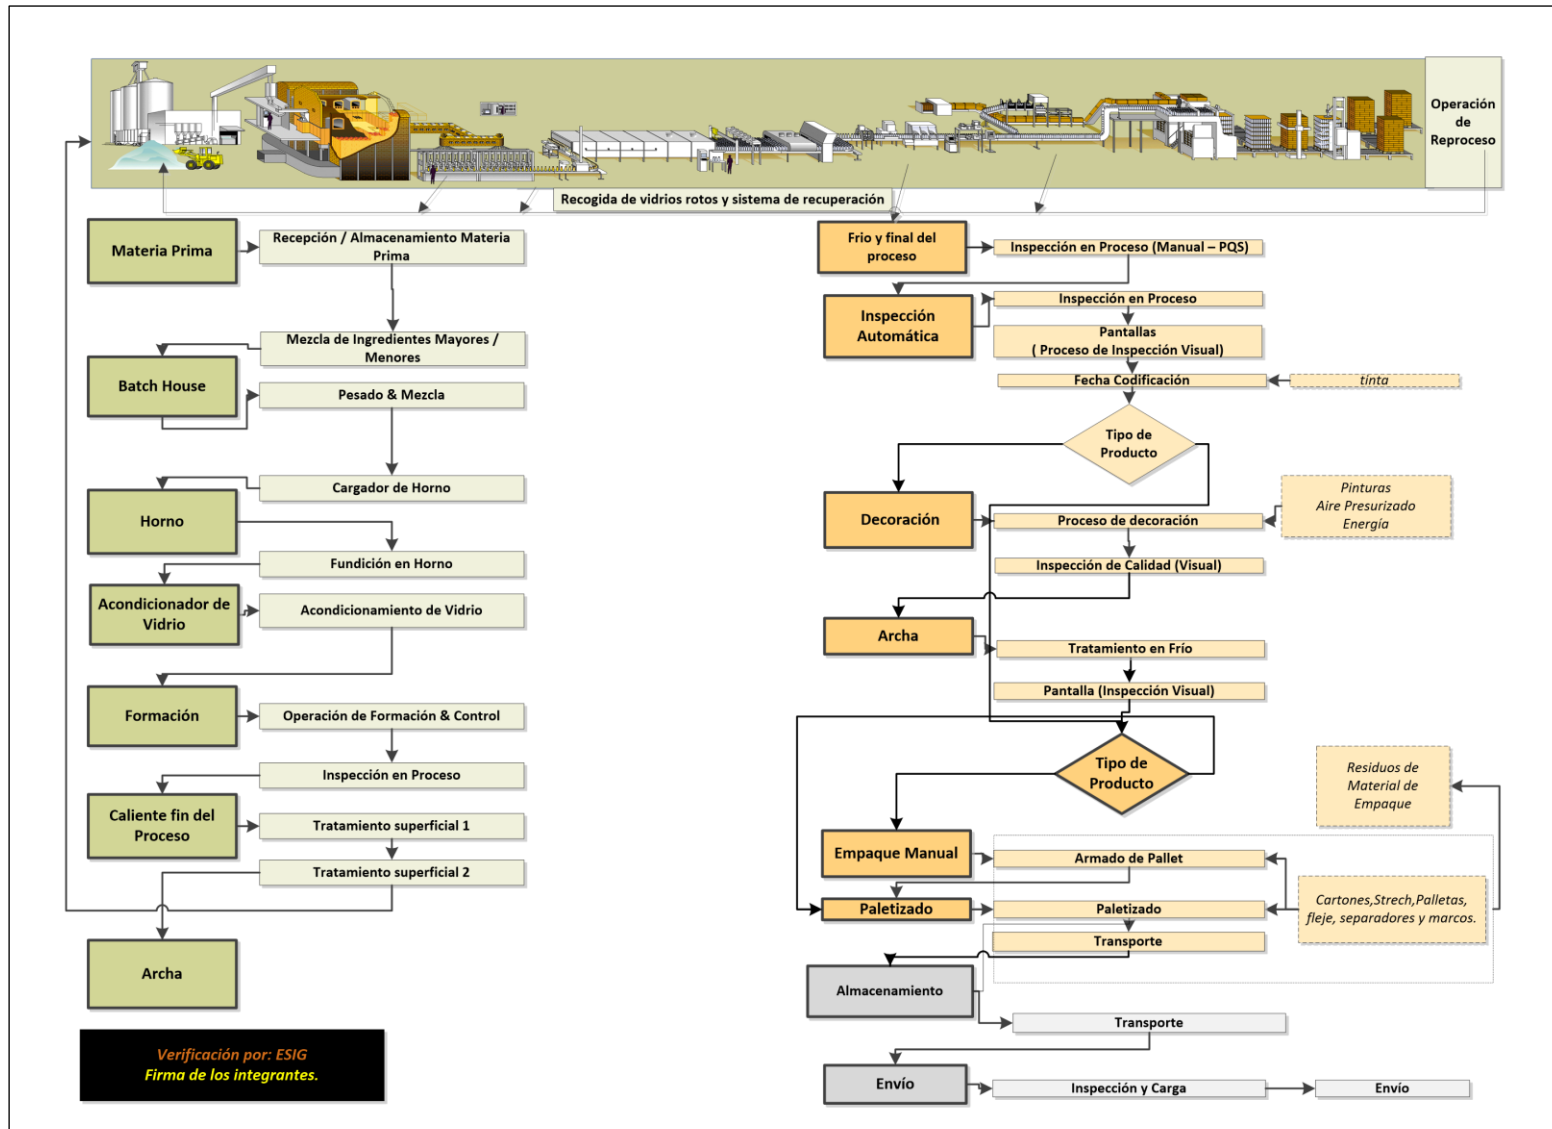 Operación
de
Reproceso
Recogida de vidrios rotos y sistema de recuperación
Materia Prima
Recepción / Almacenamiento Materia
Prima
Mezcla de Ingredientes Mayores /
Menores
Batch House
Pesado & Mezcla
Cargador de Horno
Horno
Fundición en Horno
Acondicionador de
Vidrio
Acondicionamiento de Vidrio
Formación
Operación de Formación & Control
Inspección en Proceso
Caliente fin del
Proceso
Tratamiento superficial 1
Tratamiento superficial 2
Archa
Verificación por: ESIG
Firma de los integrantes.
Frio y final del
proceso
Inspección en Proceso (Manual – PQS)
Inspección
Automática
Inspección en Proceso
Pantallas
( Proceso de Inspección Visual)
Fecha Codificación
tinta
Tipo de
Producto
Decoración
Proceso de decoración
Pinturas
Aire Presurizado
Energía
Inspección de Calidad (Visual)
Archa
Tratamiento en Frío
Pantalla (Inspección Visual)
Tipo de
Producto
Residuos de
Material de
Empaque
Empaque Manual
Armado de Pallet
Paletizado
Paletizado
Cartones,Strech,Palletas,
fleje, separadores y marcos.
Transporte
Almacenamiento
Transporte
Envío
Inspección y Carga
Envío